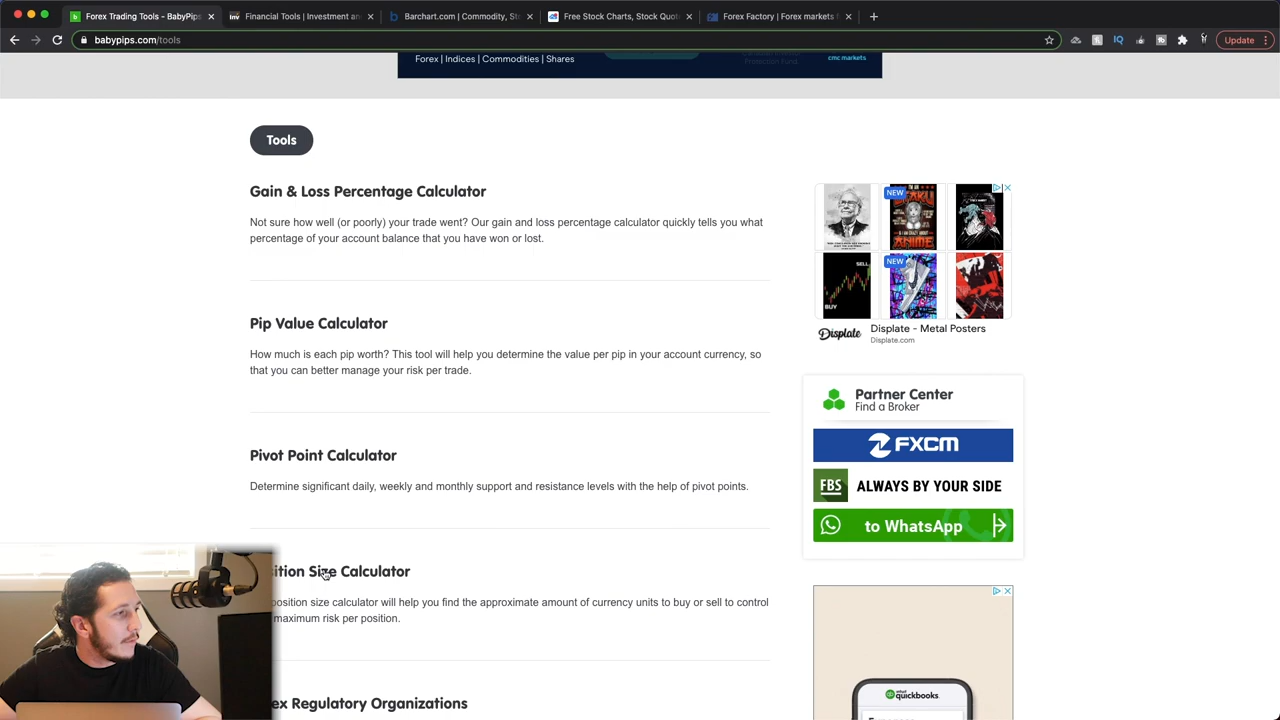 Forex Trading Tools - BabyPips
Financial Tools | Investment and
Barchart.com | Commodity, St
Free Stock Charts, Stock Quot
Forex Factory | Forex markets f
babypips.com/tools
Update
Forex | Indices | Commodities | Shares
Protection Fund.
cmc markets
Tools
Gain & Loss Percentage Calculator
Not sure how well (or poorly) your trade went? Our gain and loss percentage calculator quickly tells you what
percentage of your account balance that you have won or lost.
Pip Value Calculator
How much is each pip worth? This tool will help you determine the value per pip in your account currency, so
that you can better manage your risk per trade.
Pivot Point Calculator
Determine significant daily, weekly and monthly support and resistance levels with the help of pivot points.
sition Size Calculator
position size calculator will help you find the approximate amount of currency units to buy or sell to control
maximum risk per position.
ex Regulatory Organizations
NEW
NEW
ANIME
SELL
BUY
Displate
Displate - Metal Posters
Displate.com
Partner Center
Find a Broker
FXCM
FBS ALWAYS BY YOUR SIDE
to WhatsApp
intuit
quickbooks.